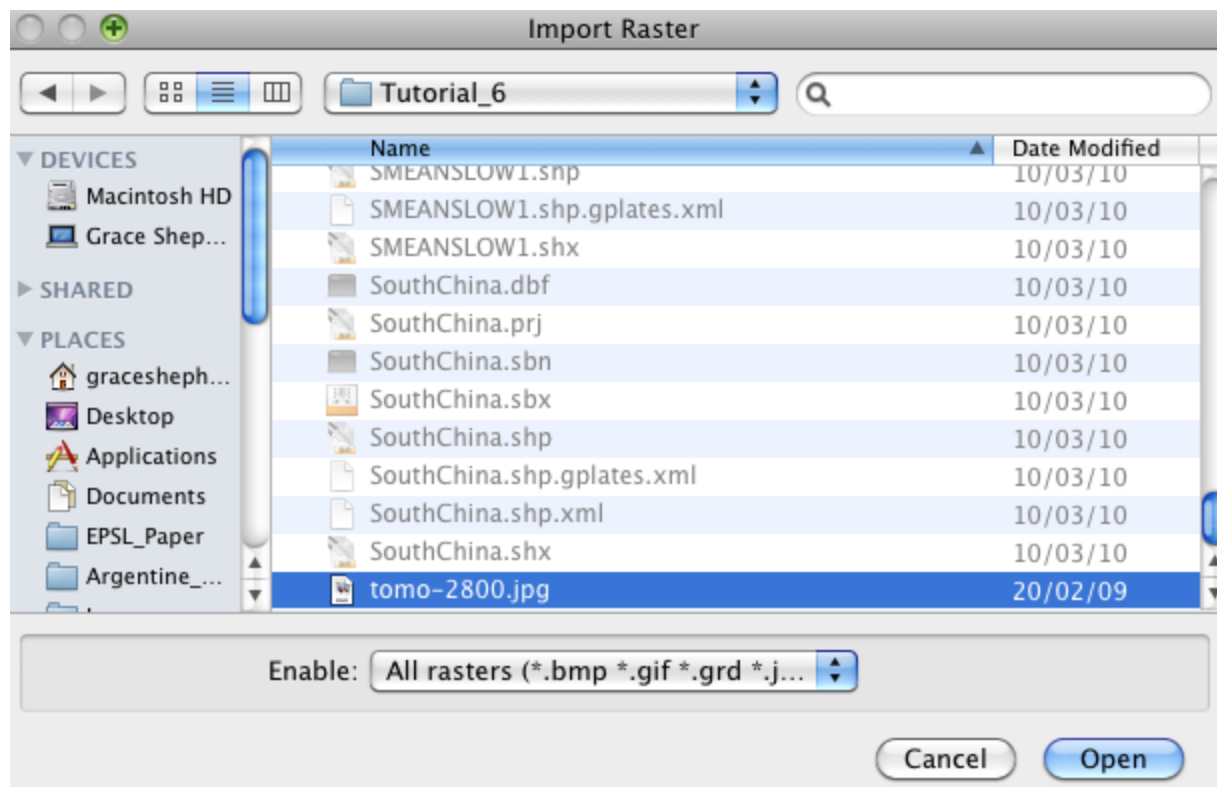 Import Raster
Tutorial_6
Name Date Modified
DEVICES
Macintosh HD
Grace Shep...
SHARED
PLACES
gracesheph...
Desktop
Applications
Documents
EPSL_Paper
Argentine_...
SMEANSLOW1.shp 10/03/10
SMEANSLOW1.shp.gplates.xml 10/03/10
SMEANSLOW1.shx 10/03/10
SouthChina.dbf 10/03/10
SouthChina.prj 10/03/10
SouthChina.sbn 10/03/10
SouthChina.sbx 10/03/10
SouthChina.shp 10/03/10
SouthChina.shp.gplates.xml 10/03/10
SouthChina.shp.xml 10/03/10
SouthChina.shx 10/03/10
tomo-2800.jpg 20/02/09
Enable: All rasters (*.bmp *.gif *.grd *.j...
Cancel Open